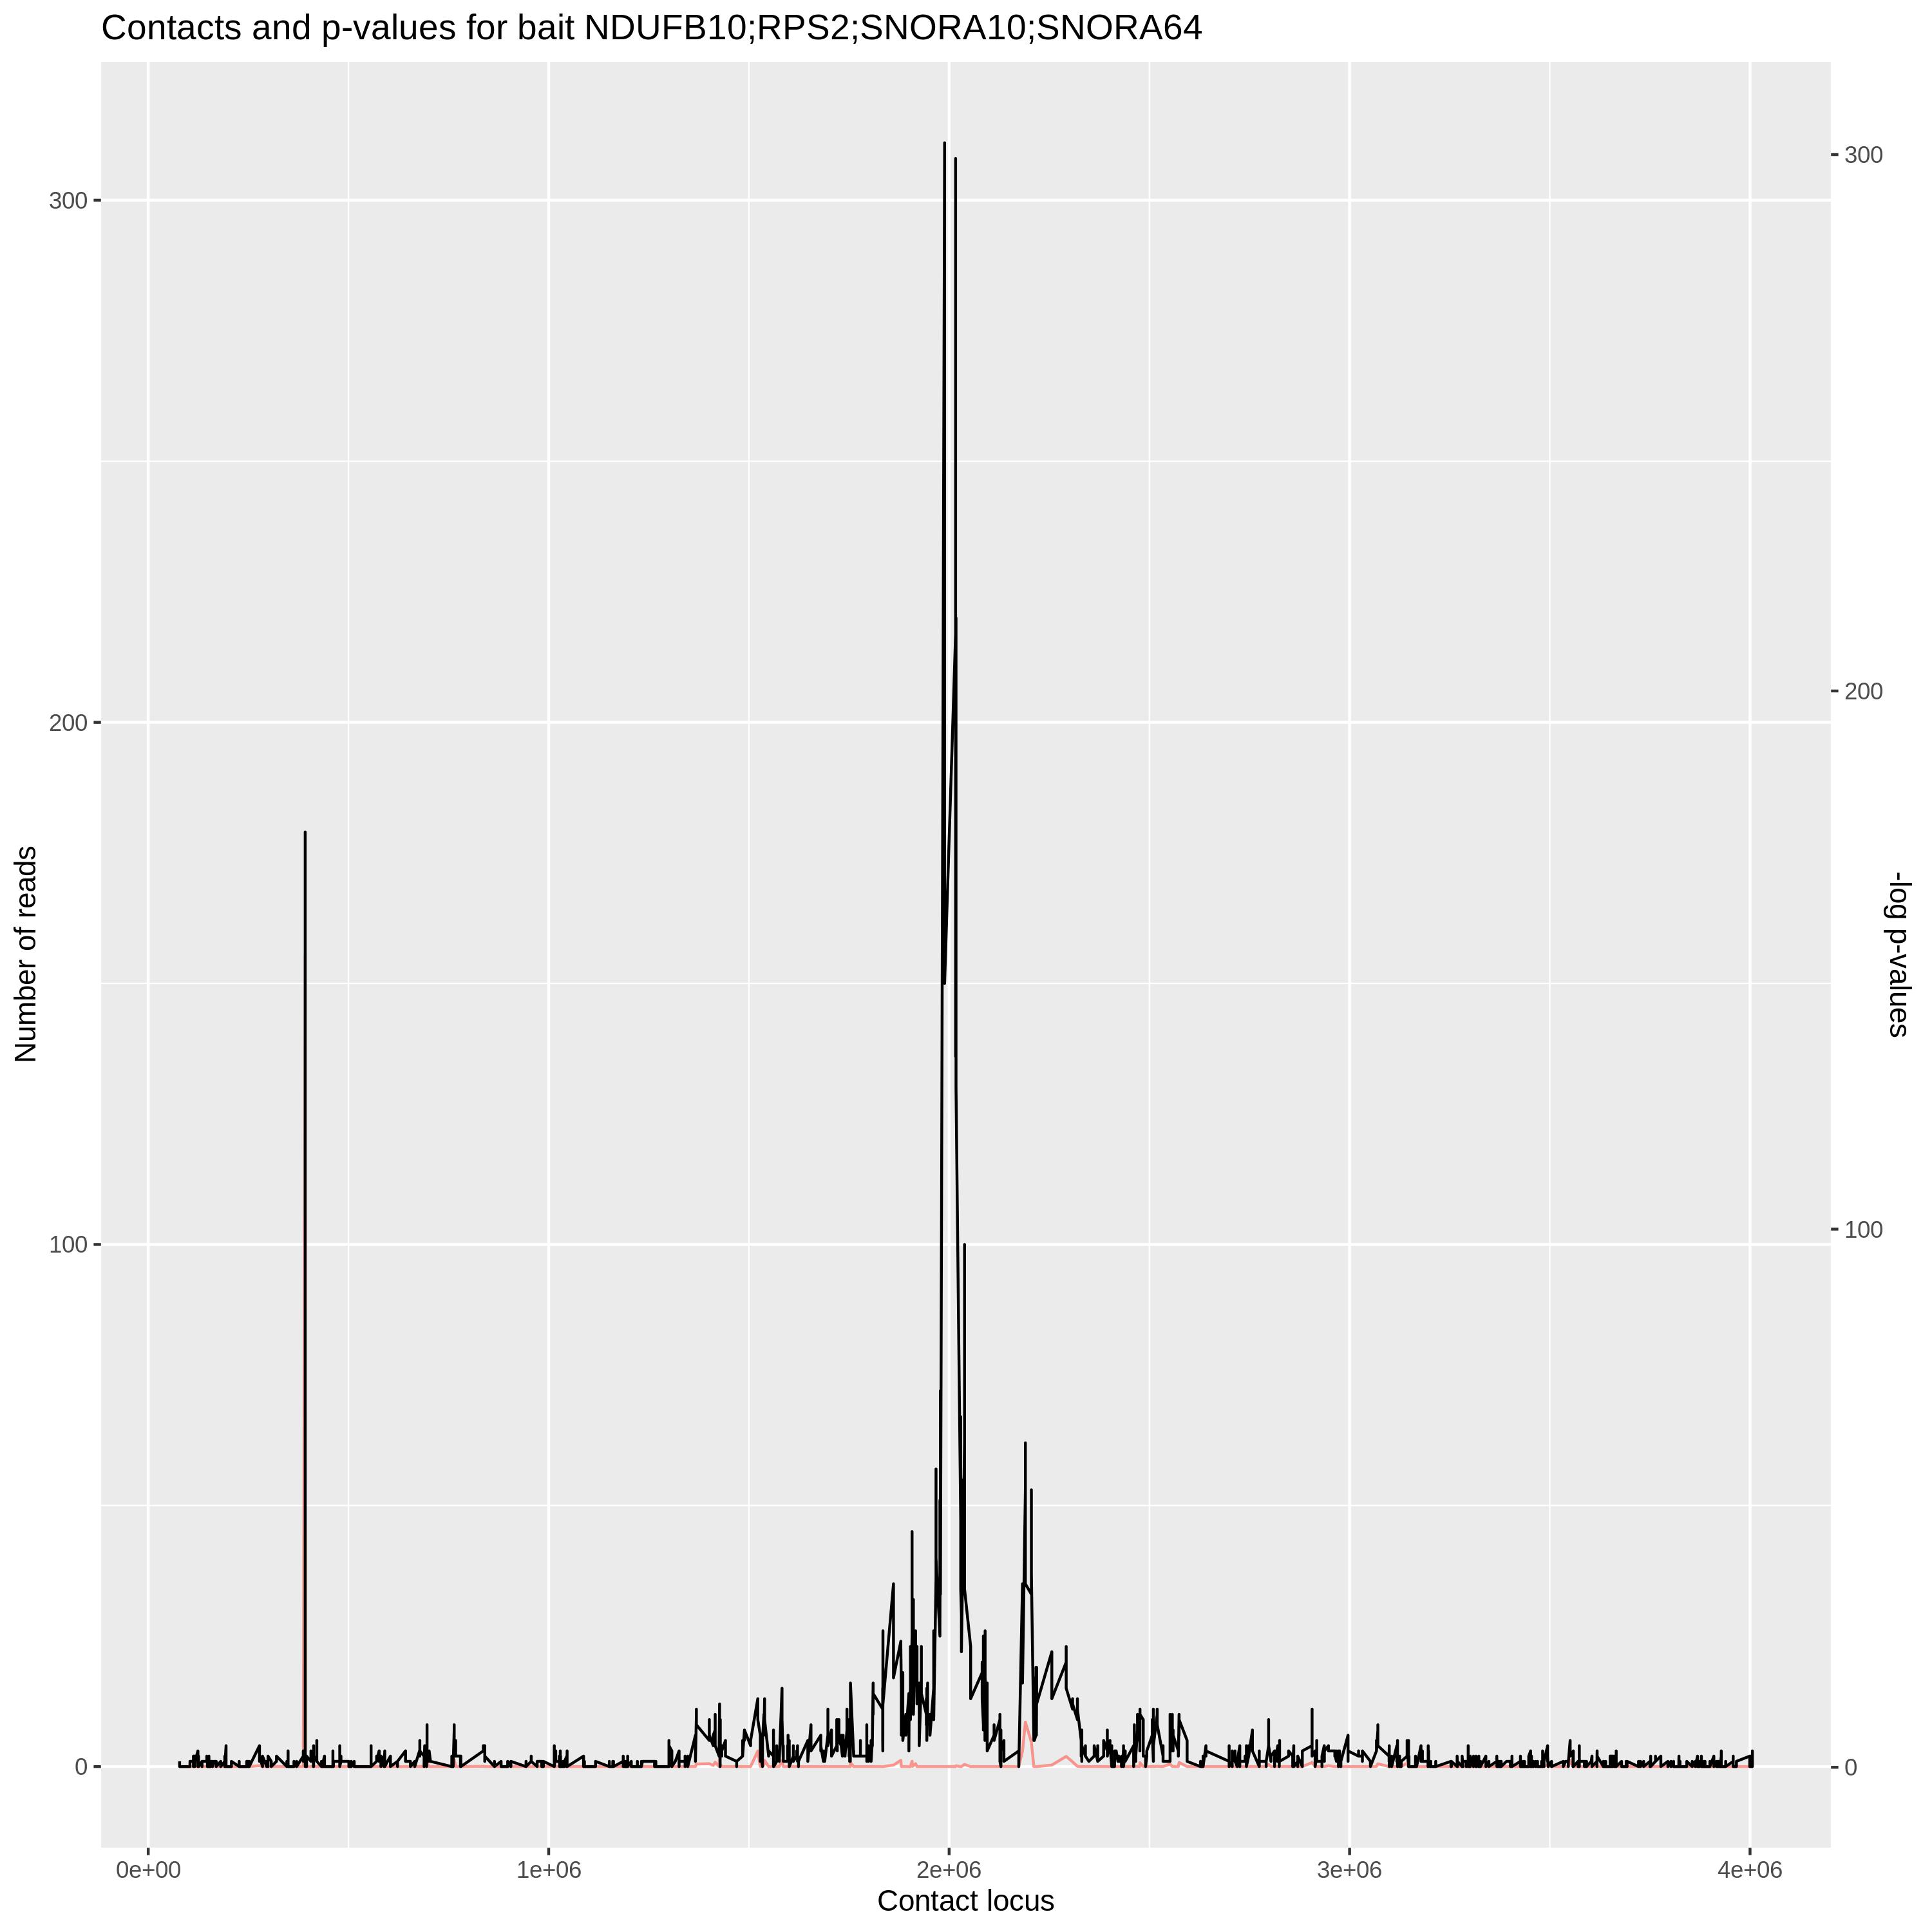 Contacts and p-values for bait NDUFB10;RPS2;SNORA10;SNORA64
300
200
100
0
Number of reads
300
200
100
0
-log p-values
0e+00 1e+06 2e+06 3e+06 4e+06
Contact locus